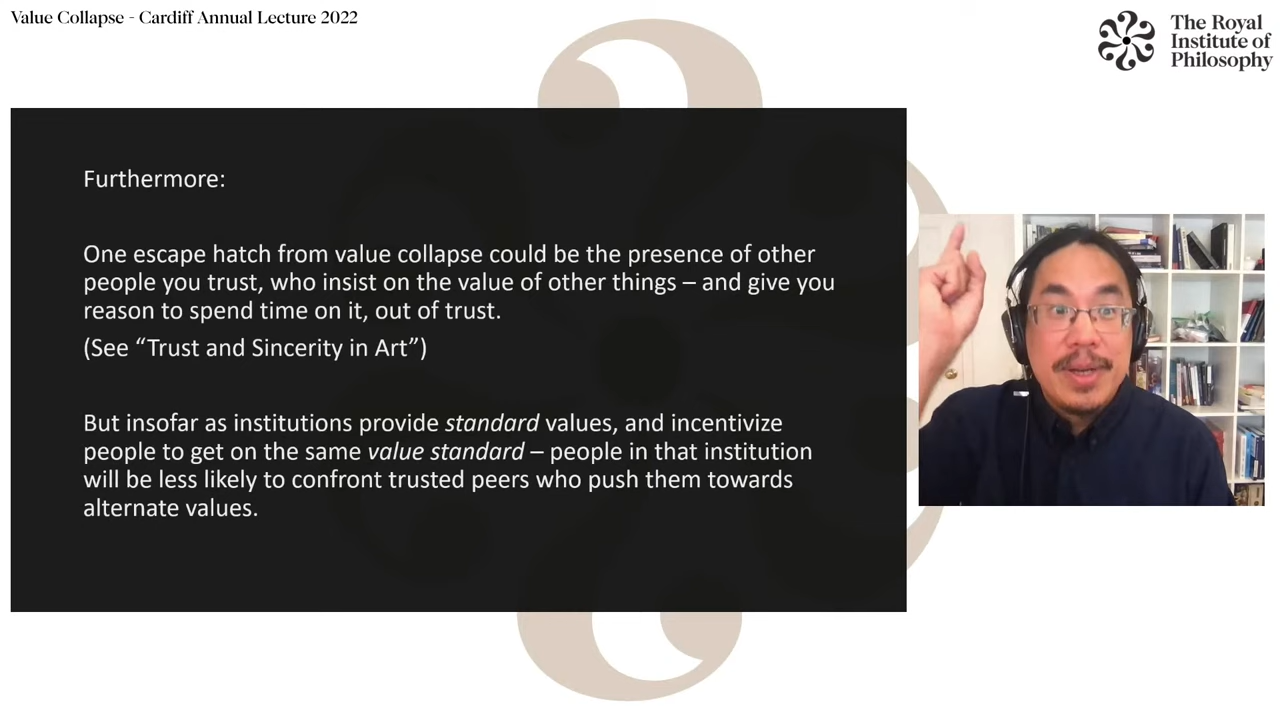 Value Collapse - Cardiff Annual Lecture 2022
The Royal
Institute of
Philosophy
Furthermore:
One escape hatch from value collapse could be the presence of other
people you trust, who insist on the value of other things – and give you
reason to spend time on it, out of trust.
(See “Trust and Sincerity in Art”)
But insofar as institutions provide standard values, and incentivize
people to get on the same value standard – people in that institution
will be less likely to confront trusted peers who push them towards
alternate values.